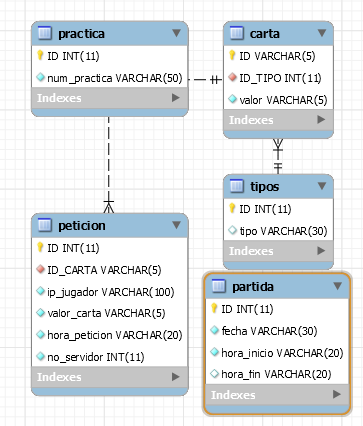 practica
ID INT(11)
num_practica VARCHAR(50)
Indexes
carta
ID VARCHAR(5)
ID_TIPO INT(11)
valor VARCHAR(5)
Indexes
tipos
ID INT(11)
tipo VARCHAR(30)
Indexes
peticion
ID INT(11)
ID_CARTA VARCHAR(5)
ip_jugador VARCHAR(100)
valor_carta VARCHAR(5)
hora_peticion VARCHAR(20)
no_servidor INT(11)
Indexes
partida
ID INT(11)
fecha VARCHAR(30)
hora_inicio VARCHAR(20)
hora_fin VARCHAR(20)
Indexes